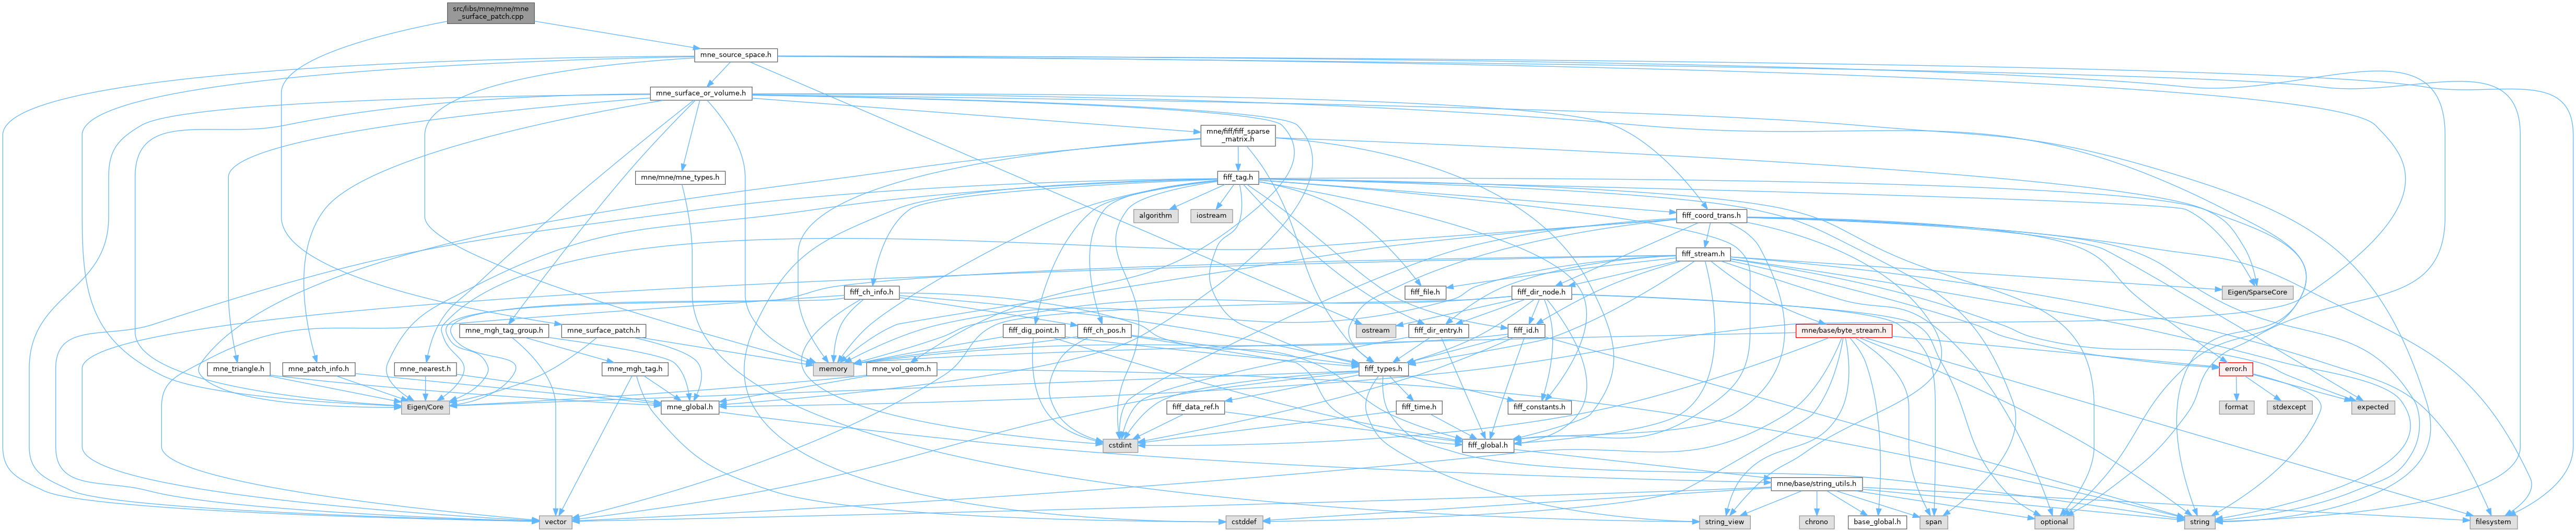 src/libs/mne/mne/mne
_surface_patch.cpp
mne_source_space.h
mne_surface_or_volume.h
mne/fiff/fiff_sparse
_matrix.h
mne/mne/mne_types.h
fiff_tag.h
algorithm
iostream
fiff_coord_trans.h
fiff_stream.h
fiff_ch_info.h
fiff_file.h
fiff_dir_node.h
Eigen/SparseCore
mne_mgh_tag_group.h
mne_surface_patch.h
fiff_dig_point.h
fiff_ch_pos.h
ostream
fiff_dir_entry.h
fiff_id.h
mne/base/byte_stream.h
mne_triangle.h
mne_patch_info.h
mne_nearest.h
mne_mgh_tag.h
memory
mne_vol_geom.h
fiff_types.h
error.h
Eigen/Core
mne_global.h
fiff_data_ref.h
fiff_time.h
fiff_constants.h
format
stdexcept
expected
cstdint
fiff_global.h
mne/base/string_utils.h
vector
cstddef
string_view
chrono
base_global.h
span
optional
string
filesystem